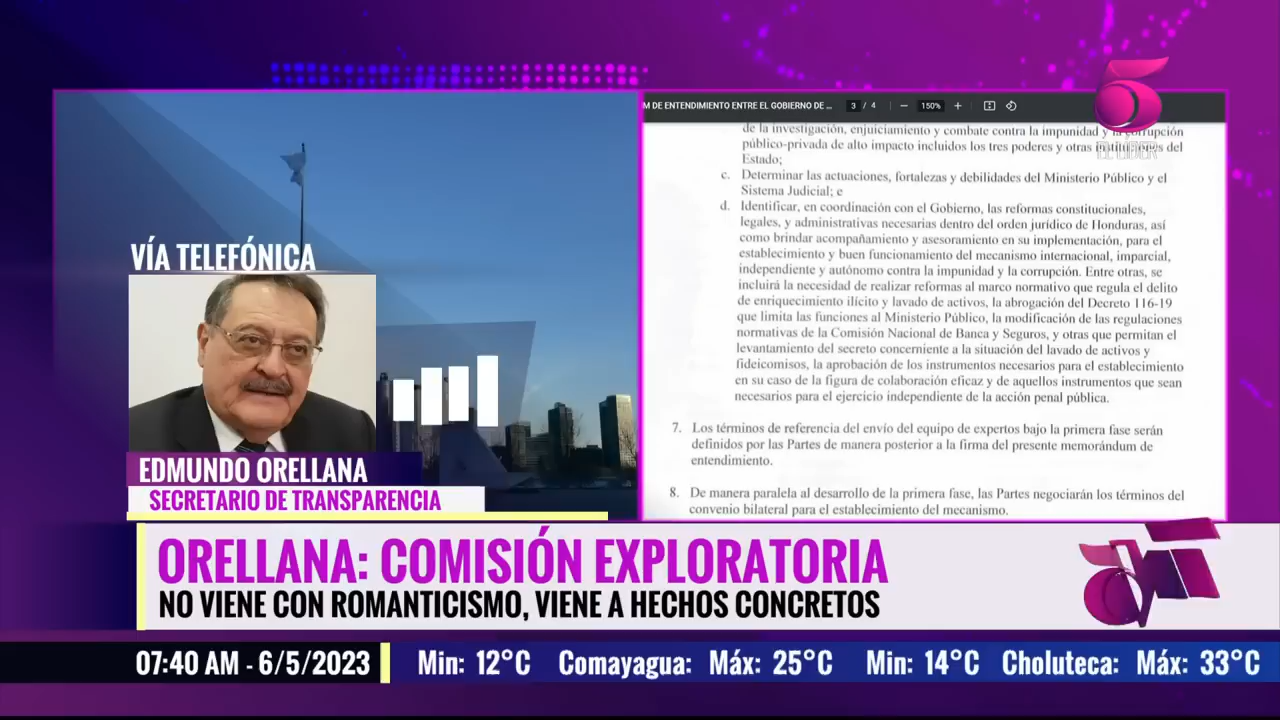 M DE ENTENDIMIENTO ENTRE EL GOBIERNO DE ...
3 / 4
150%
5
EL LÍDER
de la investigación, enjuiciamiento y combate contra la impunidad y la corrupción
público-privada de alto impacto incluidos los tres poderes y otras instituciones del
Estado;
c. Determinar las actuaciones, fortalezas y debilidades del Ministerio Público y el
Sistema Judicial; e
d. Identificar, en coordinación con el Gobierno, las reformas constitucionales,
legales, y administrativas necesarias dentro del orden jurídico de Honduras, así
como brindar acompañamiento y asesoramiento en su implementación, para el
establecimiento y buen funcionamiento del mecanismo internacional, imparcial,
independiente y autónomo contra la impunidad y la corrupción. Entre otras, se
incluirá la necesidad de realizar reformas al marco normativo que regula el delito
de enriquecimiento ilícito y lavado de activos, la abrogación del Decreto 116-19
que limita las funciones al Ministerio Público, la modificación de las regulaciones
normativas de la Comisión Nacional de Banca y Seguros, y otras que permitan el
levantamiento del secreto concerniente a la situación del lavado de activos y
fideicomisos, la aprobación de los instrumentos necesarios para el establecimiento
en su caso de la figura de colaboración eficaz y de aquellos instrumentos que sean
necesarios para el ejercicio independiente de la acción penal pública.
7. Los términos de referencia del envío del equipo de expertos bajo la primera fase serán
definidos por las Partes de manera posterior a la firma del presente memorándum de
entendimiento.
8. De manera paralela al desarrollo de la primera fase, las Partes negociarán los términos del
convenio bilateral para el establecimiento del mecanismo.
VÍA TELEFÓNICA
EDMUNDO ORELLANA
SECRETARIO DE TRANSPARENCIA
ORELLANA: COMISIÓN EXPLORATORIA
NO VIENE CON ROMANTICISMO, VIENE A HECHOS CONCRETOS
07:40 AM - 6/5/2023
Min: 12°C Comayagua: Máx: 25°C Min: 14°C Choluteca: Máx: 33°C